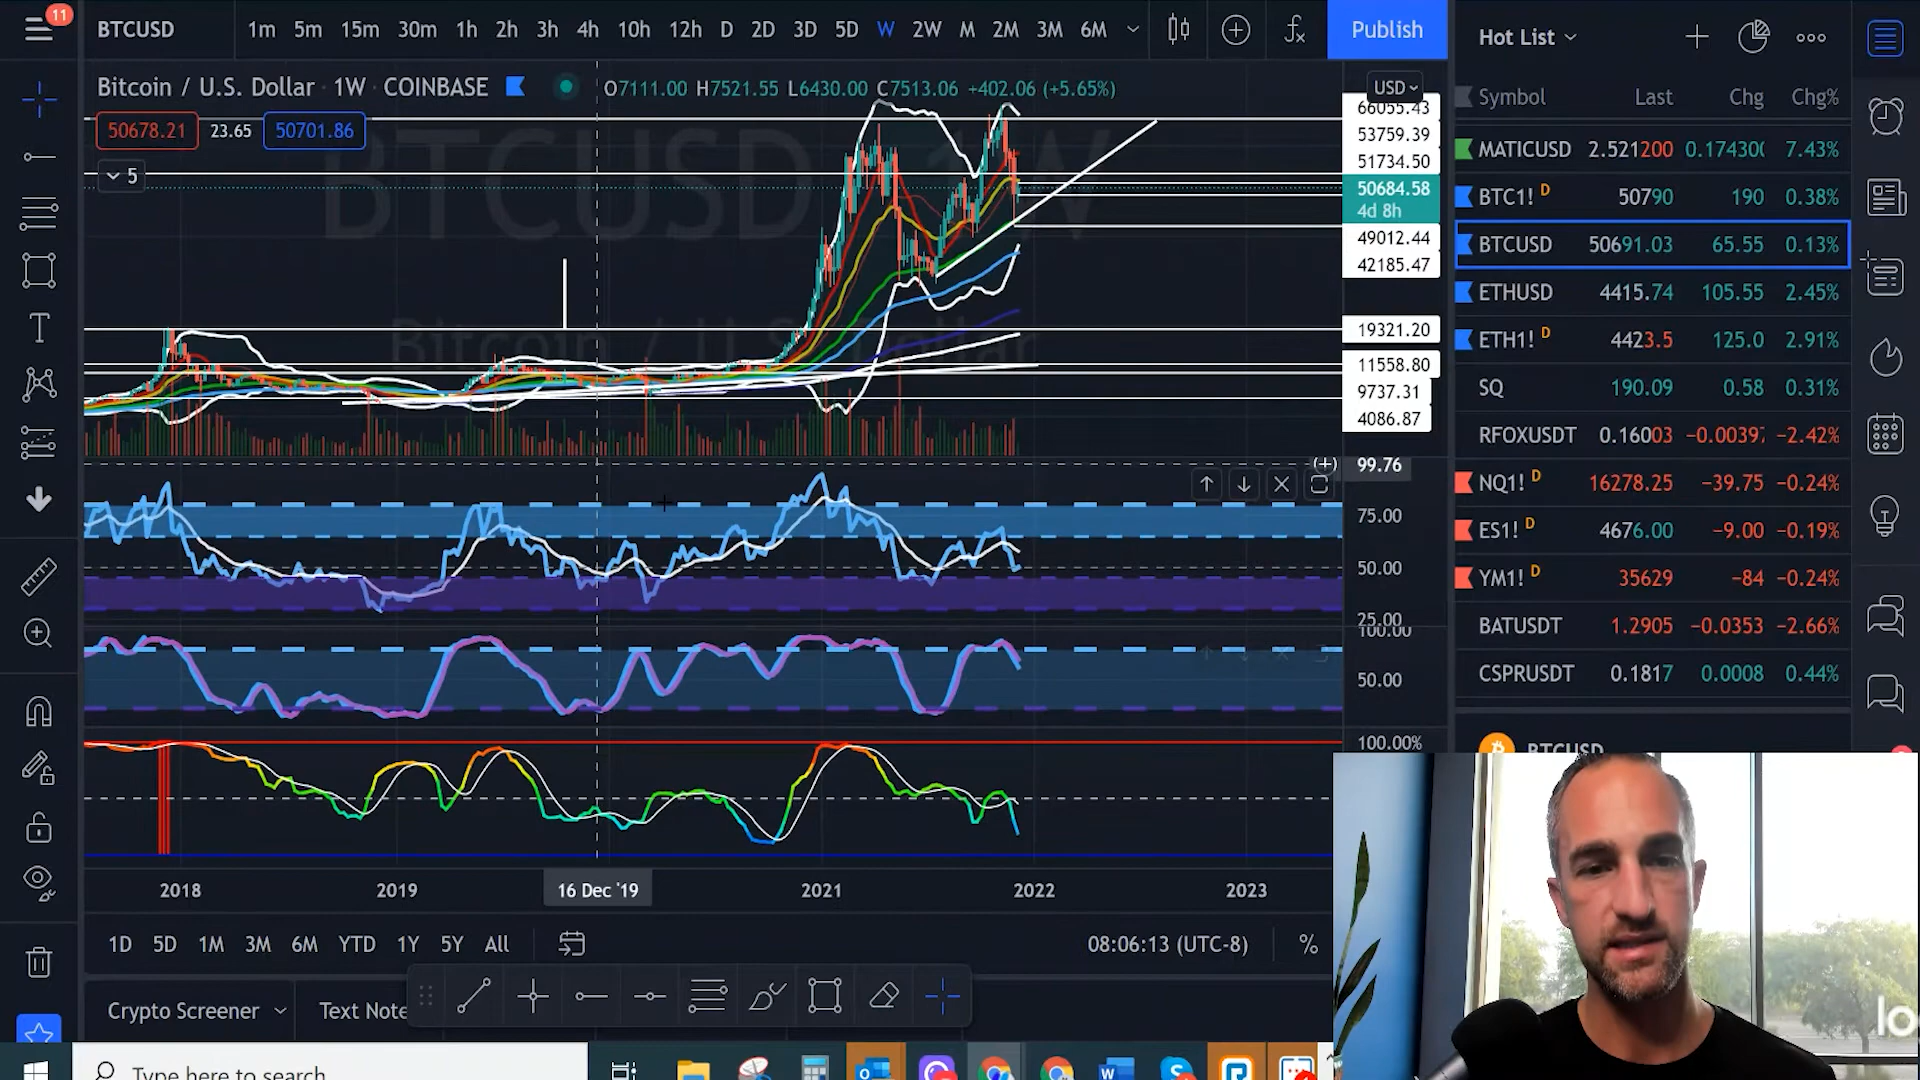 11
BTCUSD 1m 5m 15m 30m 1h 2h 3h 4h 10h 12h D 2D 3D 5D W 2W M 2M 3M 6M Publish
Bitcoin / U.S. Dollar · 1W · COINBASE O7111.00 H7521.55 L6430.00 C7513.06 +402.06 (+5.65%)
50678.21 23.65 50701.86
5
BTCUSD 1W
Bitcoin / U.S. Dollar
USD
66055.43
53759.39
51734.50
50684.58
4d 8h
49012.44
42185.47
19321.20
11558.80
9737.31
4086.87
99.76
75.00
50.00
25.00
100.00
50.00
100.00%
2018 2019 16 Dec '19 2021 2022 2023
1D 5D 1M 3M 6M YTD 1Y 5Y All 08:06:13 (UTC-8) %
Crypto Screener Text Note
Type here to search
Hot List
Symbol Last Chg Chg%
MATICUSD 2.521200 0.174300 7.43%
BTC1! D 50790 190 0.38%
BTCUSD 50691.03 65.55 0.13%
ETHUSD 4415.74 105.55 2.45%
ETH1! D 4423.5 125.0 2.91%
SQ 190.09 0.58 0.31%
RFOXUSDT 0.16003 −0.00397 −2.42%
NQ1! D 16278.25 −39.75 −0.24%
ES1! D 4676.00 −9.00 −0.19%
YM1! D 35629 −84 −0.24%
BATUSDT 1.2905 −0.0353 −2.66%
CSPRUSDT 0.1817 0.0008 0.44%
BTCUSD
lo